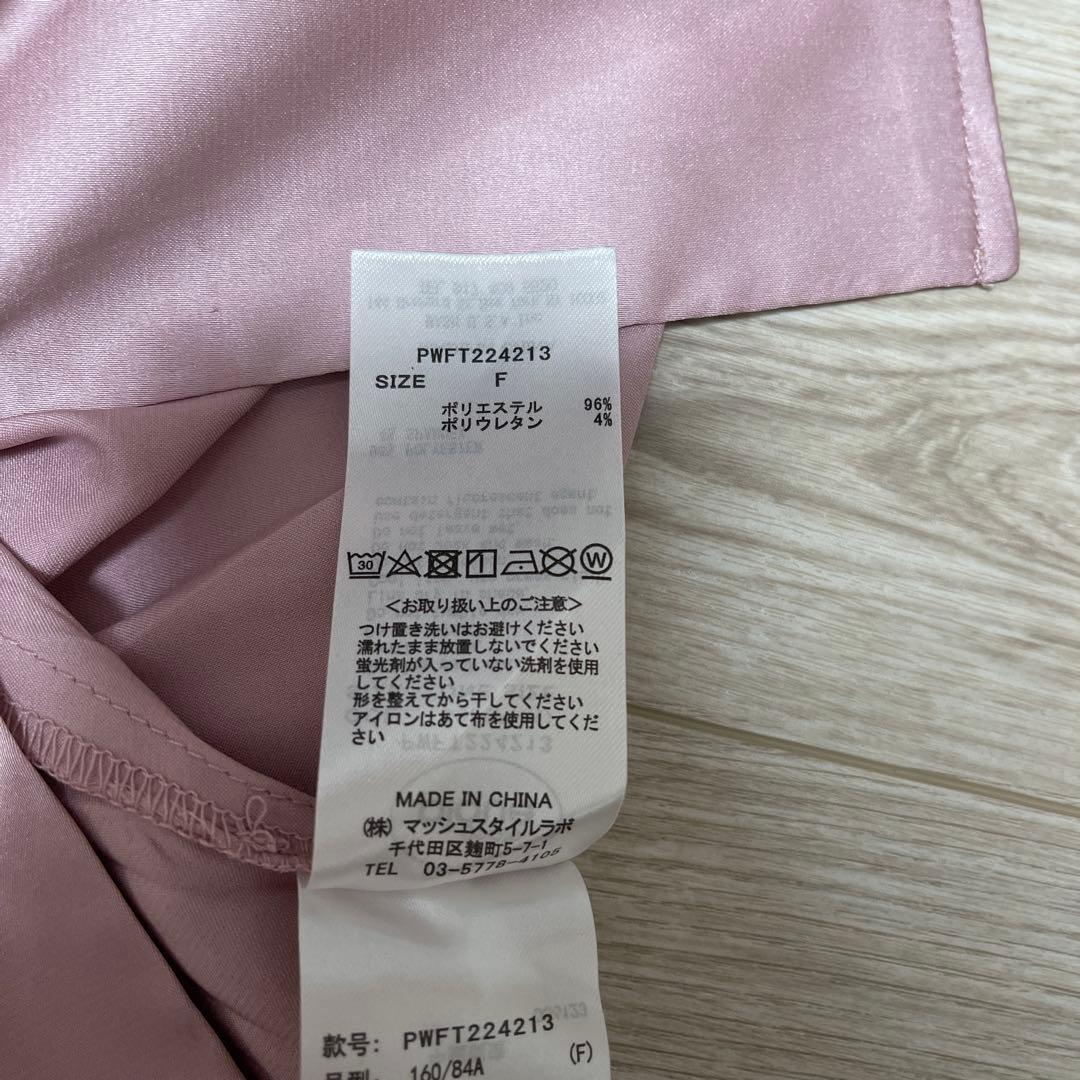 PWFT224213
SIZE F
ポリエステル 96%
ポリウレタン 4%
30
W
<お取り扱い上のご注意>
つけ置き洗いはお避けください
濡れたまま放置しないでください
蛍光剤が入っていない洗剤を使用
してください
形を整えてから干してください
アイロンはあて布を使用してくだ
さい
MADE IN CHINA
(株) マッシュスタイルラボ
千代田区麹町5-7-1
TEL 03-5778-4105
款号: PWFT224213
号型: 160/84A (F)